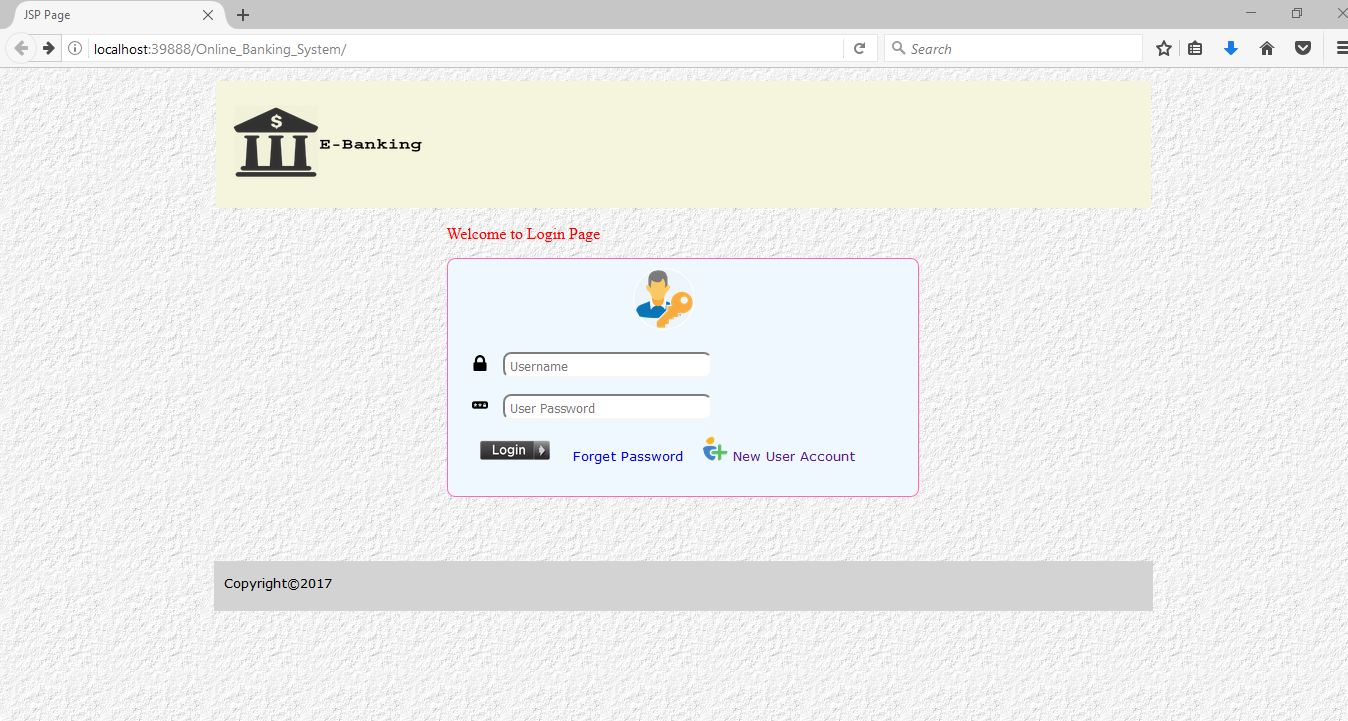 JSP Page
localhost:39888/Online_Banking_System/
Search
$
E-Banking
Welcome to Login Page
Username
User Password
Login
Forget Password
New User Account
Copyright©2017